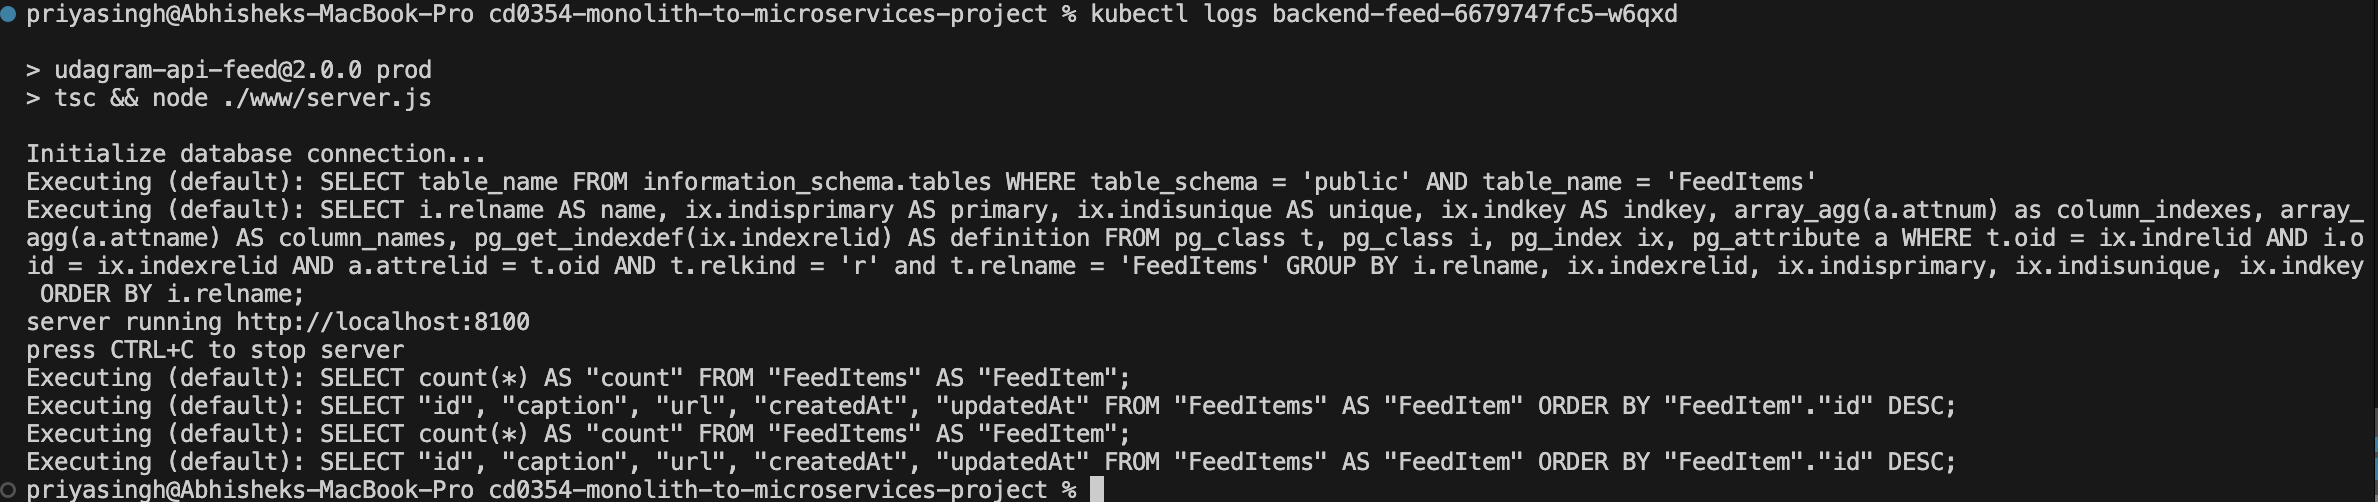 priyasingh@Abhisheks-MacBook-Pro cd0354-monolith-to-microservices-project % kubectl logs backend-feed-6679747fc5-w6qxd
> udagram-api-feed@2.0.0 prod
> tsc && node ./www/server.js
Initialize database connection...
Executing (default): SELECT table_name FROM information_schema.tables WHERE table_schema = 'public' AND table_name = 'FeedItems'
Executing (default): SELECT i.relname AS name, ix.indisprimary AS primary, ix.indisunique AS unique, ix.indkey AS indkey, array_agg(a.attnum) as column_indexes, array_
agg(a.attname) AS column_names, pg_get_indexdef(ix.indexrelid) AS definition FROM pg_class t, pg_class i, pg_index ix, pg_attribute a WHERE t.oid = ix.indrelid AND i.o
id = ix.indexrelid AND a.attrelid = t.oid AND t.relkind = 'r' and t.relname = 'FeedItems' GROUP BY i.relname, ix.indexrelid, ix.indisprimary, ix.indisunique, ix.indkey
 ORDER BY i.relname;
server running http://localhost:8100
press CTRL+C to stop server
Executing (default): SELECT count(*) AS "count" FROM "FeedItems" AS "FeedItem";
Executing (default): SELECT "id", "caption", "url", "createdAt", "updatedAt" FROM "FeedItems" AS "FeedItem" ORDER BY "FeedItem"."id" DESC;
Executing (default): SELECT count(*) AS "count" FROM "FeedItems" AS "FeedItem";
Executing (default): SELECT "id", "caption", "url", "createdAt", "updatedAt" FROM "FeedItems" AS "FeedItem" ORDER BY "FeedItem"."id" DESC;
priyasingh@Abhisheks-MacBook-Pro cd0354-monolith-to-microservices-project %